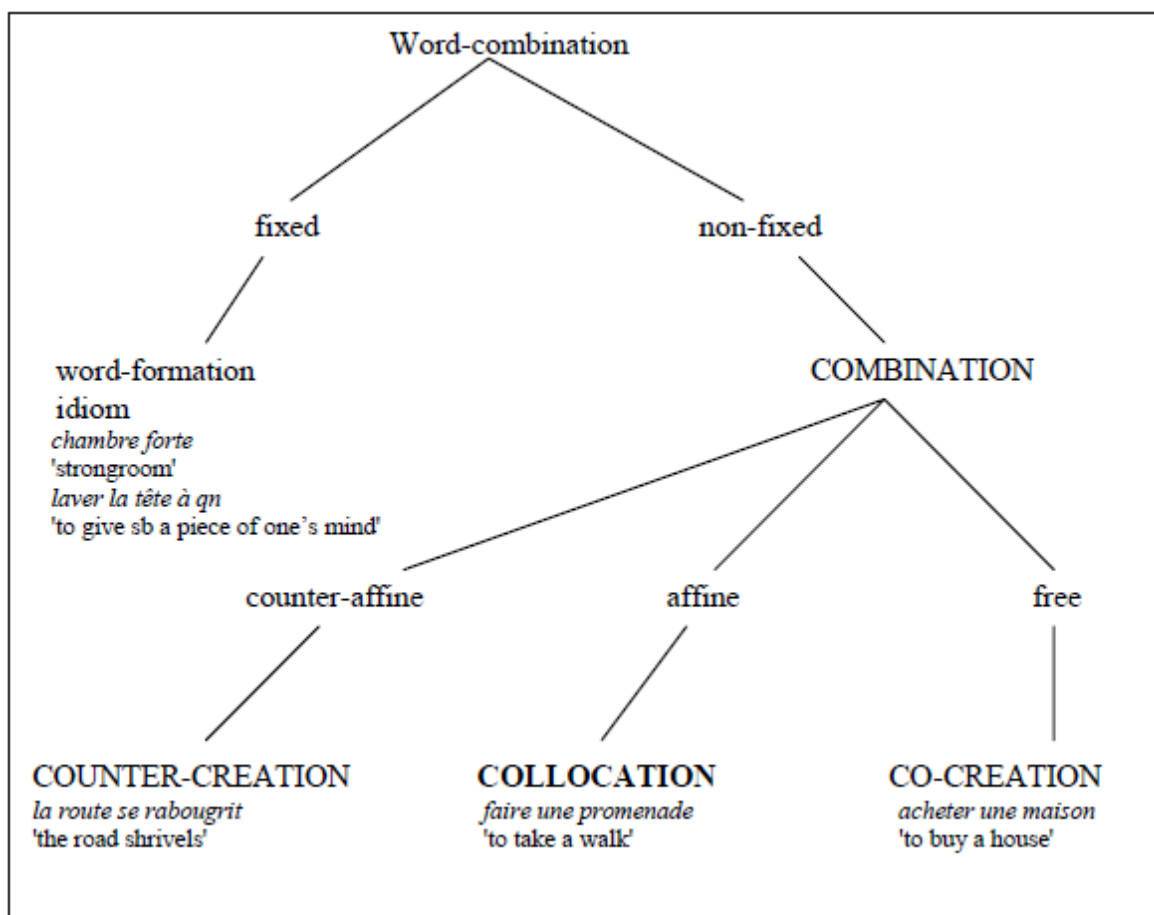 Word-combination
fixed
non-fixed
word-formation
idiom
chambre forte
'strongroom'
laver la tête à qn
'to give sb a piece of one’s mind'
COMBINATION
counter-affine
affine
free
COUNTER-CREATION
la route se rabougrit
'the road shrivels'
COLLOCATION
faire une promenade
'to take a walk'
CO-CREATION
acheter une maison
'to buy a house'